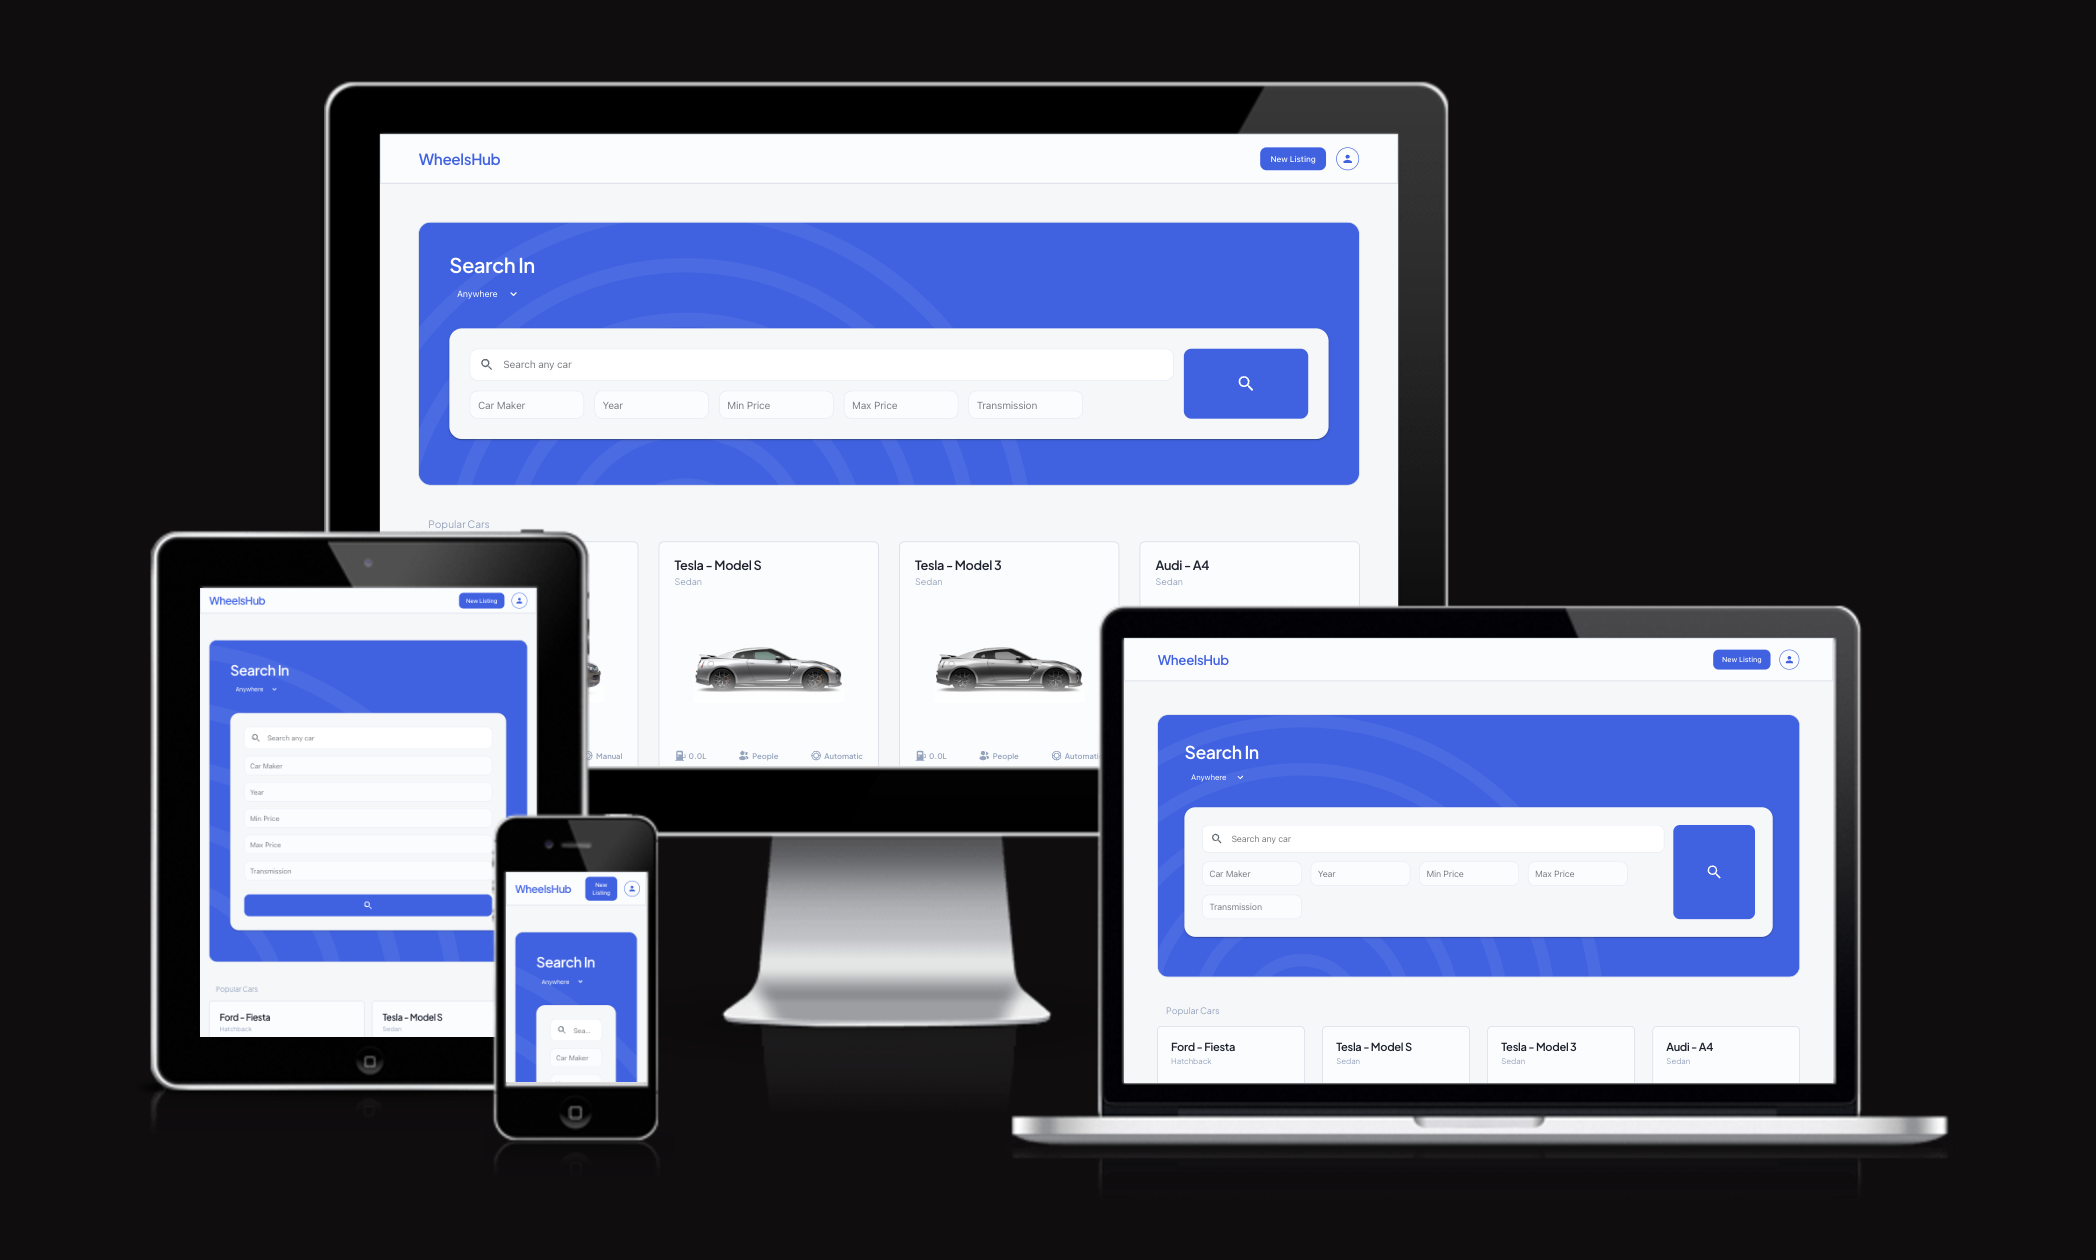 WheelsHub
New Listing
Search In
Anywhere
Search any car
Car Maker
Year
Min Price
Max Price
Transmission
Popular Cars
Tesla - Model S
Sedan
Tesla - Model 3
Sedan
Audi - A4
Sedan
Manual
0.0L
People
Automatic
0.0L
People
Automati
WheelsHub
New Listing
Search In
Anywhere
Search any car
Car Maker
Year
Min Price
Max Price
Transmission
Popular Cars
Ford - Fiesta
Hatchback
Tesla - Model S
Sedan
WheelsHub
New
Listing
Search In
Anywhere
Sea...
Car Maker
WheelsHub
New Listing
Search In
Anywhere
Search any car
Car Maker
Year
Min Price
Max Price
Transmission
Popular Cars
Ford - Fiesta
Hatchback
Tesla - Model S
Sedan
Tesla - Model 3
Sedan
Audi - A4
Sedan